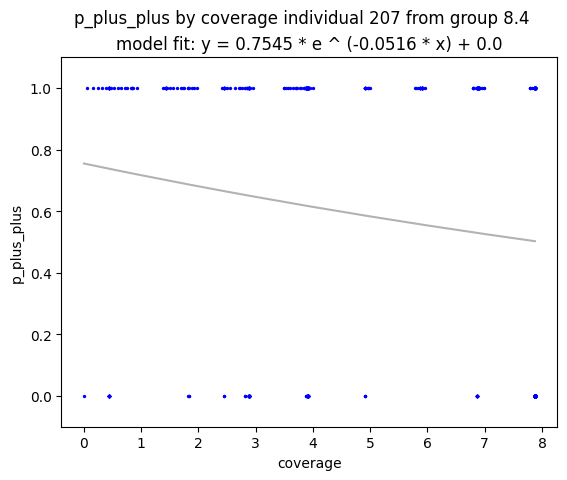 p_plus_plus by coverage individual 207 from group 8.4
model fit: y = 0.7545 * e ^ (-0.0516 * x) + 0.0
1.0
0.8
0.6
0.4
0.2
0.0
p_plus_plus
0 1 2 3 4 5 6 7 8
coverage